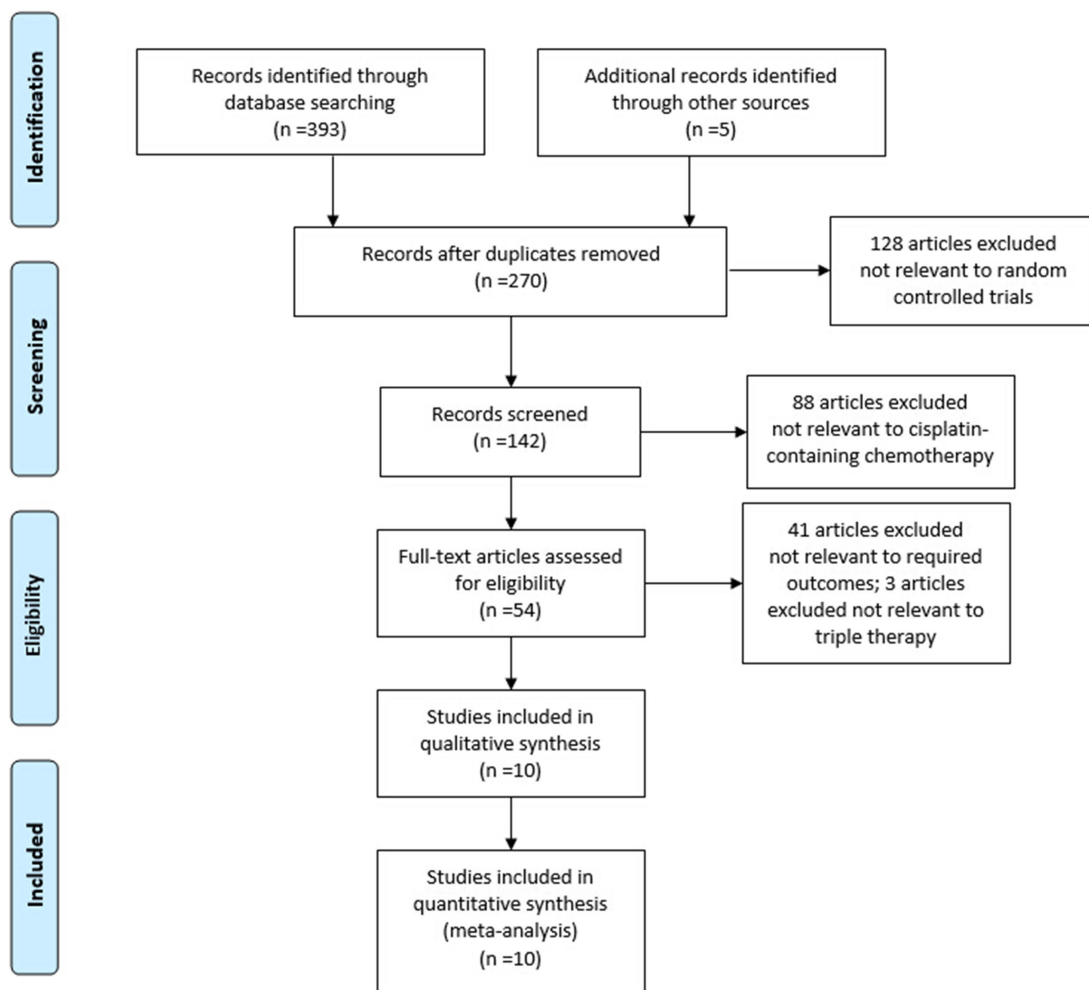 Identification
Records identified through
database searching
(n =393)
Additional records identified
through other sources
(n =5)
Records after duplicates removed
(n =270)
128 articles excluded
not relevant to random
controlled trials
Screening
Records screened
(n =142)
88 articles excluded
not relevant to cisplatin-
containing chemotherapy
Eligibility
Full-text articles assessed
for eligibility
(n =54)
41 articles excluded
not relevant to required
outcomes; 3 articles
excluded not relevant to
triple therapy
Studies included in
qualitative synthesis
(n =10)
Included
Studies included in
quantitative synthesis
(meta-analysis)
(n =10)